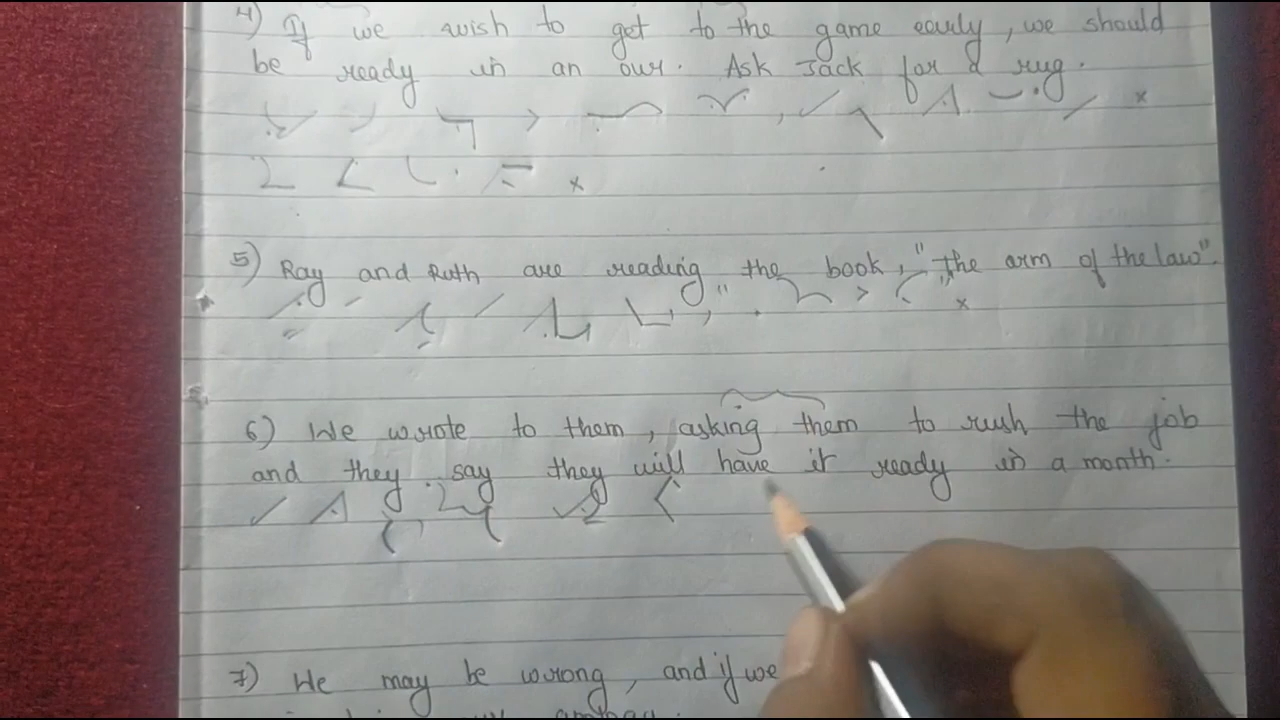 4) If we wish to get to the game early, we should
be ready in an our. Ask Jack for a rug.
5) Ray and Ruth are reading the book, "the arm of the law".
6) We wrote to them, asking them to rush the job
and they say they will have it ready in a month.
7) We may be wrong, and if we